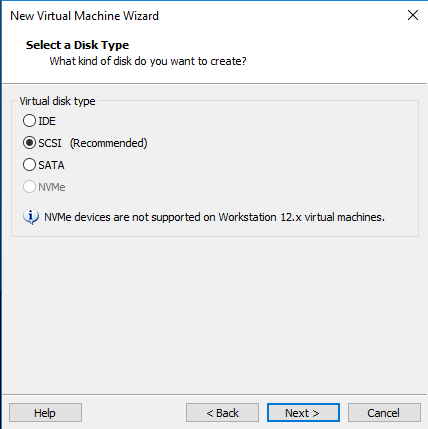 New Virtual Machine Wizard
Select a Disk Type
What kind of disk do you want to create?
Virtual disk type
IDE
SCSI (Recommended)
SATA
NVMe
NVMe devices are not supported on Workstation 12.x virtual machines.
Help
< Back
Next >
Cancel